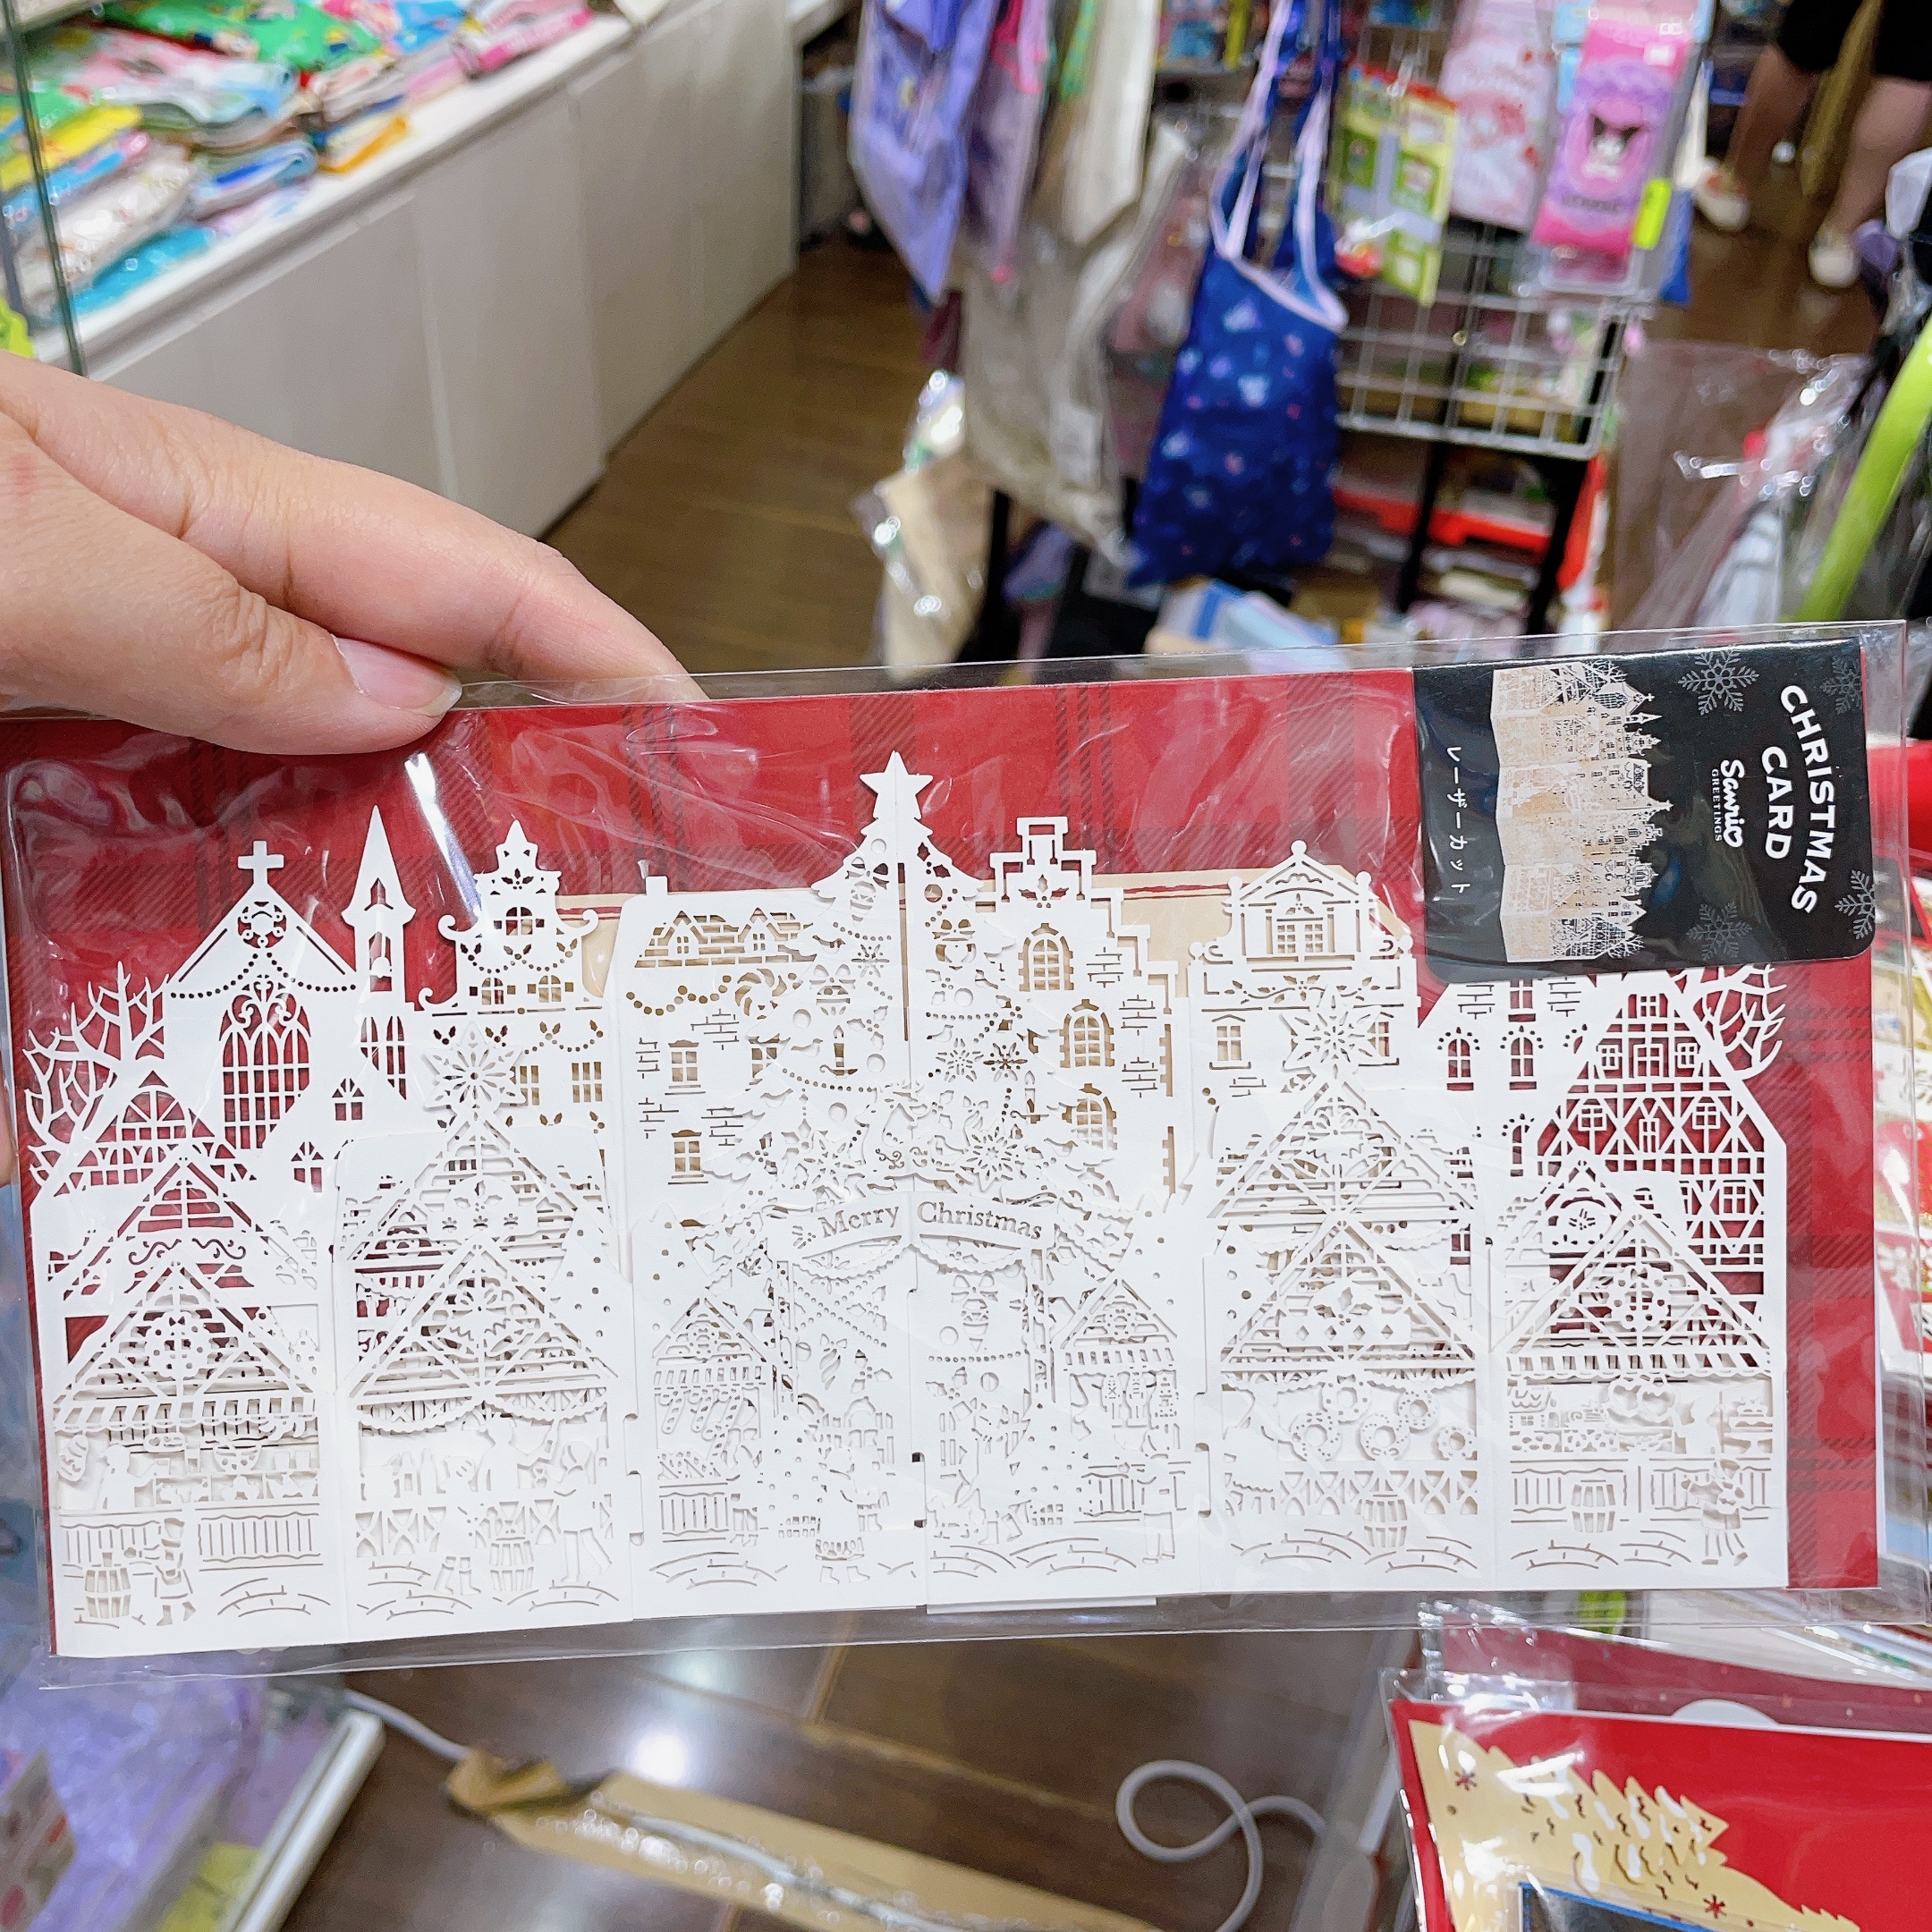 CHRISTMAS
CARD
Sanrio
GREETINGS
レーザーカット
Merry Christmas